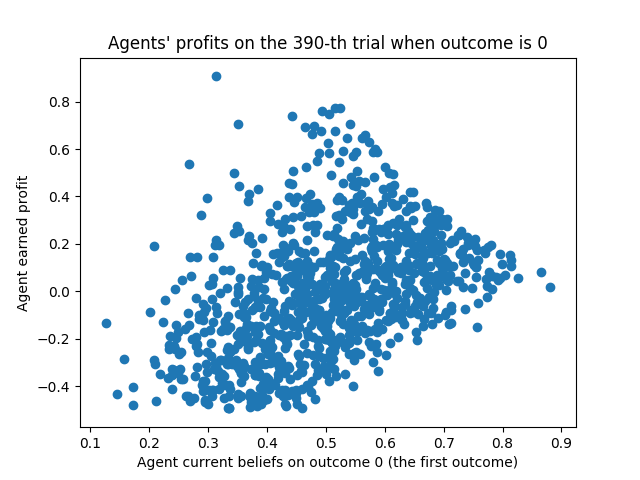 Agents' profits on the 390-th trial when outcome is 0
Agent earned profit
0.8
0.6
0.4
0.2
0.0
−0.2
−0.4
0.1 0.2 0.3 0.4 0.5 0.6 0.7 0.8 0.9
Agent current beliefs on outcome 0 (the first outcome)